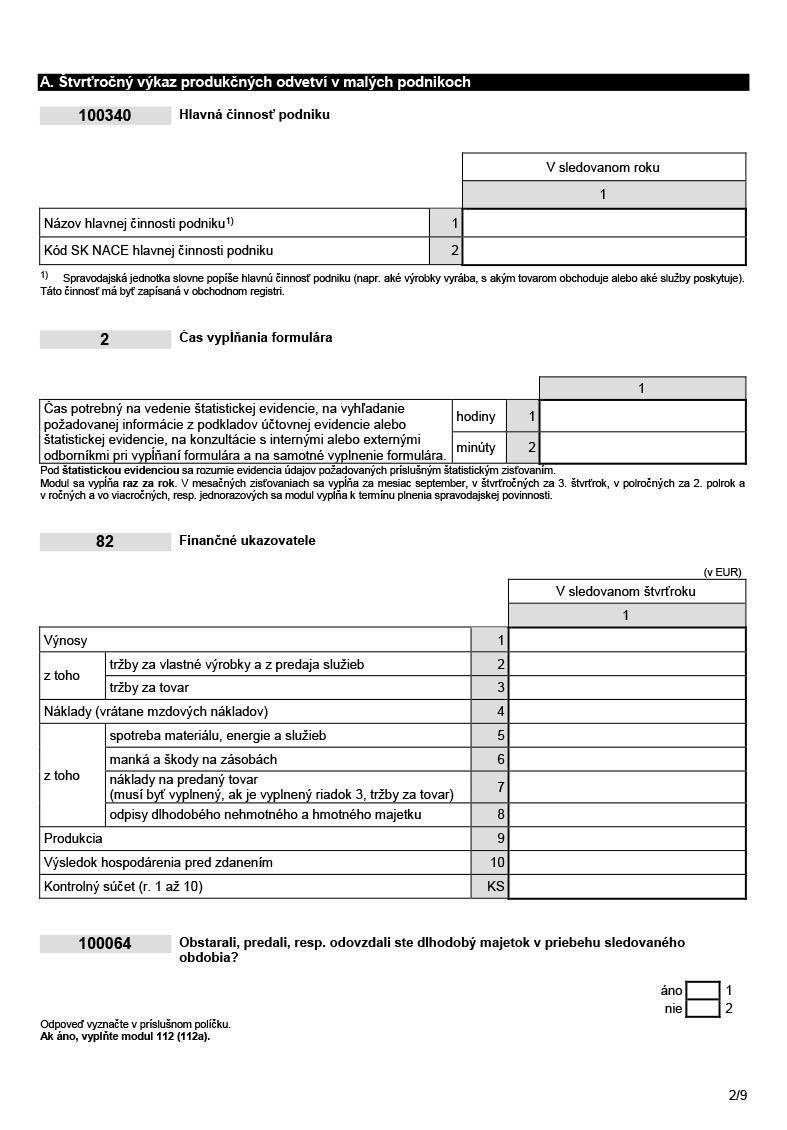 A. Štvrťročný výkaz produkčných odvetví v malých podnikoch
100340 Hlavná činnosť podniku
V sledovanom roku
1
Názov hlavnej činnosti podniku1) 1
Kód SK NACE hlavnej činnosti podniku 2
1) Spravodajská jednotka slovne popíše hlavnú činnosť podniku (napr. aké výrobky vyrába, s akým tovarom obchoduje alebo aké služby poskytuje).
Táto činnosť má byť zapísaná v obchodnom registri.
2 Čas vypĺňania formulára
1
Čas potrebný na vedenie štatistickej evidencie, na vyhľadanie
požadovanej informácie z podkladov účtovnej evidencie alebo
štatistickej evidencie, na konzultácie s internými alebo externými
odborníkmi pri vypĺňaní formulára a na samotné vyplnenie formulára.
hodiny 1
minúty 2
Pod štatistickou evidenciou sa rozumie evidencia údajov požadovaných príslušným štatistickým zisťovaním.
Modul sa vypĺňa raz za rok. V mesačných zisťovaniach sa vypĺňa za mesiac september, v štvrťročných za 3. štvrťrok, v polročných za 2. polrok a
v ročných a vo viacročných, resp. jednorazových sa modul vypĺňa k termínu plnenia spravodajskej povinnosti.
82 Finančné ukazovatele
(v EUR)
V sledovanom štvrťroku
1
Výnosy 1
z toho
tržby za vlastné výrobky a z predaja služieb 2
tržby za tovar 3
Náklady (vrátane mzdových nákladov) 4
z toho
spotreba materiálu, energie a služieb 5
manká a škody na zásobách 6
náklady na predaný tovar
(musí byť vyplnený, ak je vyplnený riadok 3, tržby za tovar) 7
odpisy dlhodobého nehmotného a hmotného majetku 8
Produkcia 9
Výsledok hospodárenia pred zdanením 10
Kontrolný súčet (r. 1 až 10) KS
100064 Obstarali, predali, resp. odovzdali ste dlhodobý majetok v priebehu sledovaného
obdobia?
áno 1
nie 2
Odpoveď vyznačte v príslušnom políčku.
Ak áno, vyplňte modul 112 (112a).
2/9